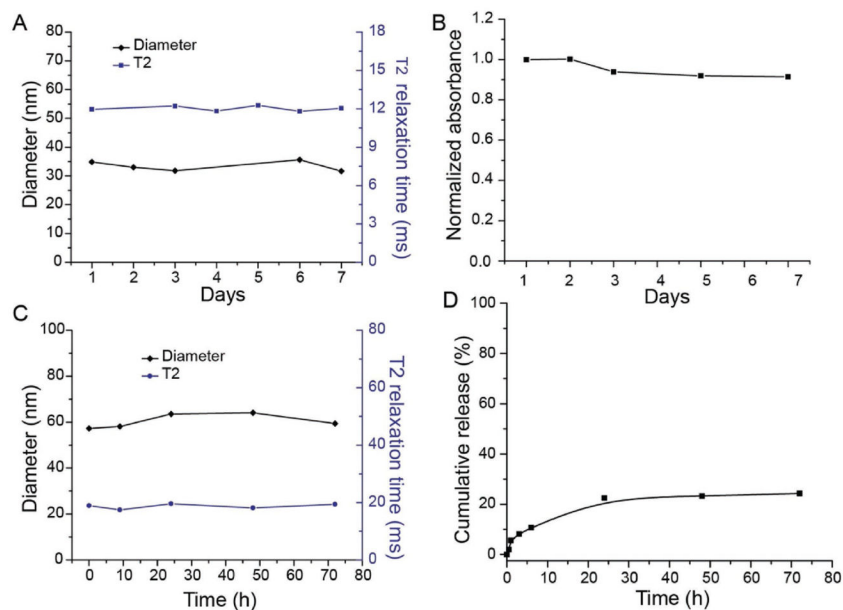 A
Diameter
T2
80
70
60
50
40
30
20
10
0
Diameter (nm)
18
15
12
9
6
3
0
T2 relaxation time (ms)
1 2 3 4 5 6 7
Days
B
1.2
1.0
0.8
0.6
0.4
0.2
0.0
Normalized absorbance
1 2 3 4 5 6 7
Days
C
Diameter
T2
100
80
60
40
20
0
Diameter (nm)
80
60
40
20
0
T2 relaxation time (ms)
0 10 20 30 40 50 60 70 80
Time (h)
D
100
80
60
40
20
0
Cumulative release (%)
0 10 20 30 40 50 60 70 80
Time (h)